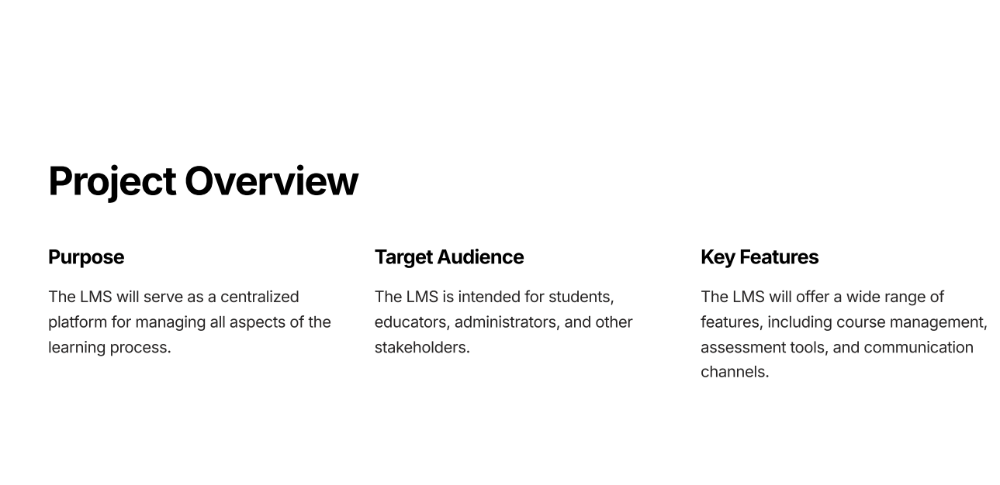 Project Overview
Purpose
The LMS will serve as a centralized
platform for managing all aspects of the
learning process.
Target Audience
The LMS is intended for students,
educators, administrators, and other
stakeholders.
Key Features
The LMS will offer a wide range of
features, including course management,
assessment tools, and communication
channels.